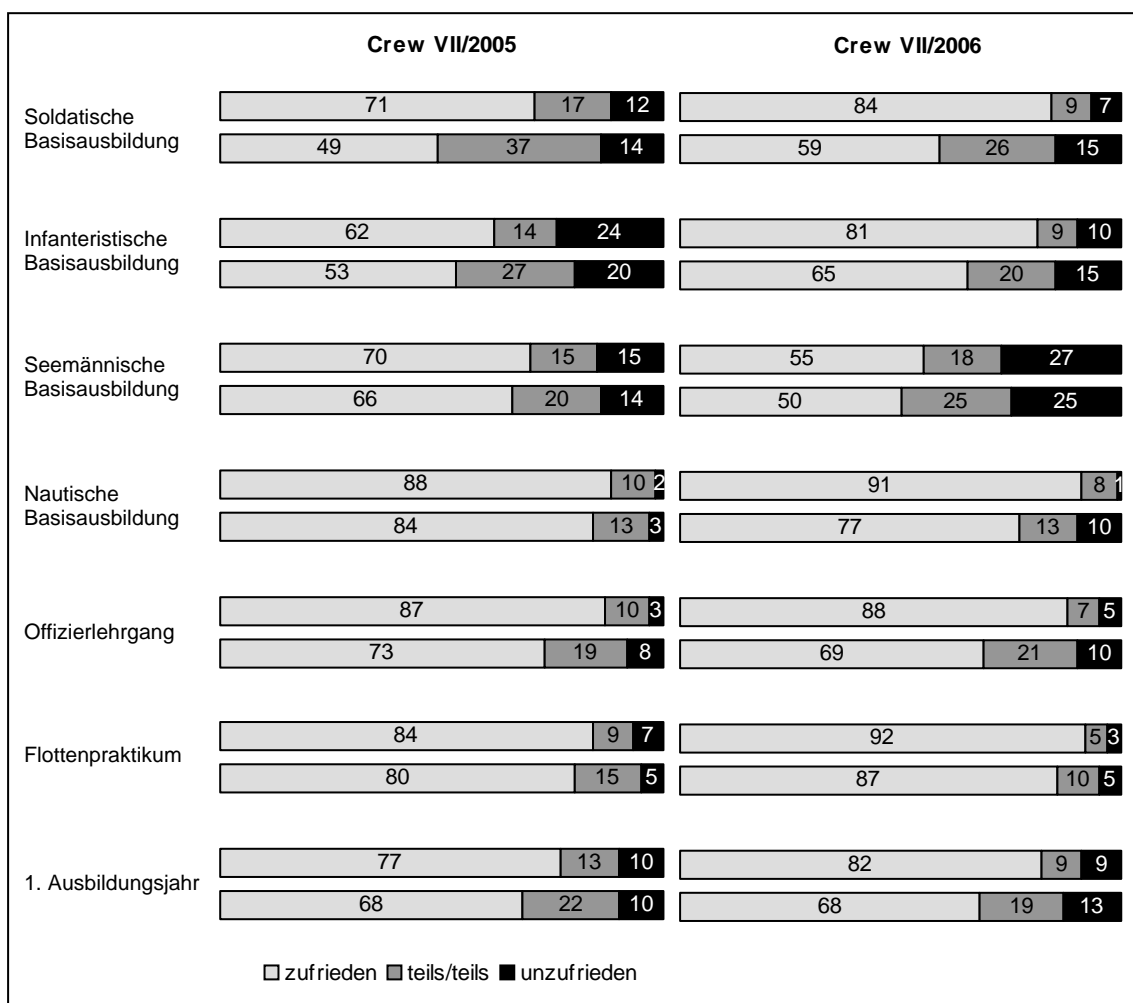 Crew VII/2005 Crew VII/2006
Soldatische
Basisausbildung
71 17 12 84 9 7
49 37 14 59 26 15
Infanteristische
Basisausbildung
62 14 24 81 9 10
53 27 20 65 20 15
Seemännische
Basisausbildung
70 15 15 55 18 27
66 20 14 50 25 25
Nautische
Basisausbildung
88 10 2 91 8 1
84 13 3 77 13 10
Offizierlehrgang
87 10 3 88 7 5
73 19 8 69 21 10
Flottenpraktikum
84 9 7 92 5 3
80 15 5 87 10 5
1. Ausbildungsjahr
77 13 10 82 9 9
68 22 10 68 19 13
zufrieden teils/teils unzufrieden